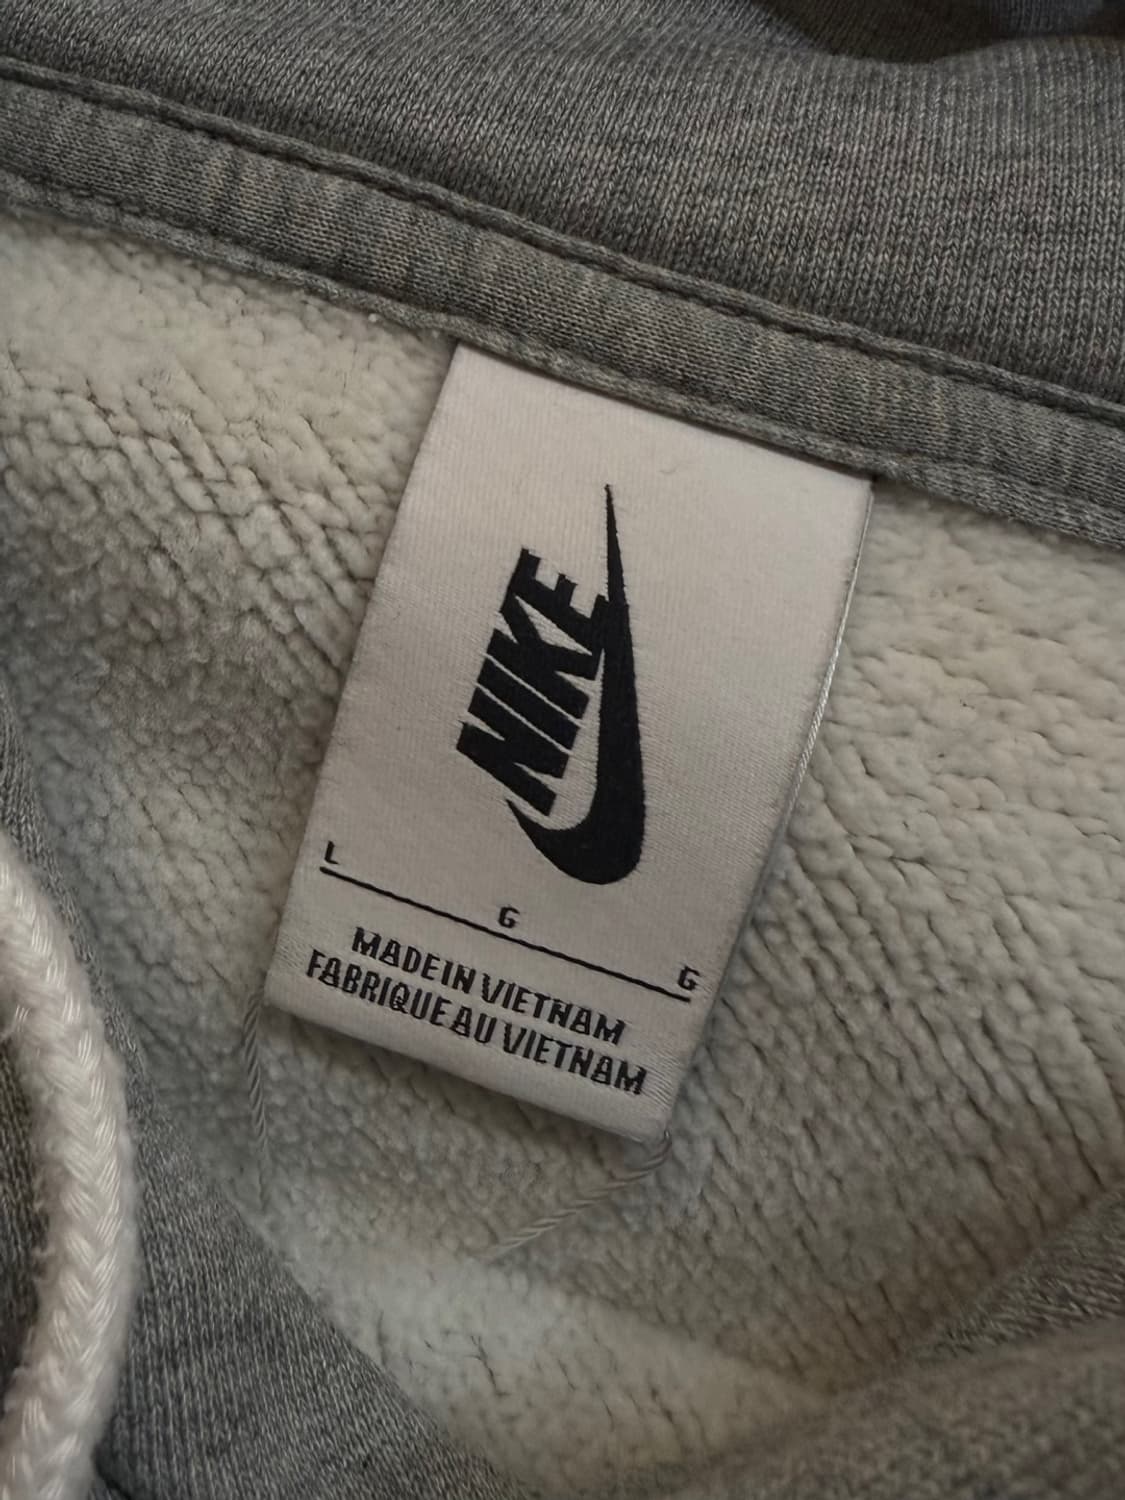 NIKE
L
G
G
MADE IN VIETNAM
FABRIQUE AU VIETNAM